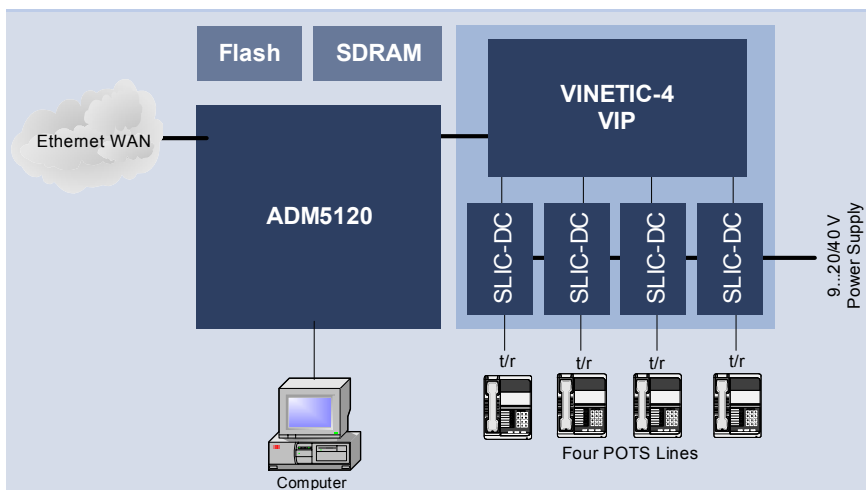 Flash
SDRAM
VINETIC-4
VIP
Ethernet WAN
ADM5120
SLIC-DC
SLIC-DC
SLIC-DC
SLIC-DC
9...20/40 V
Power Supply
t/r
t/r
t/r
t/r
Four POTS Lines
Computer